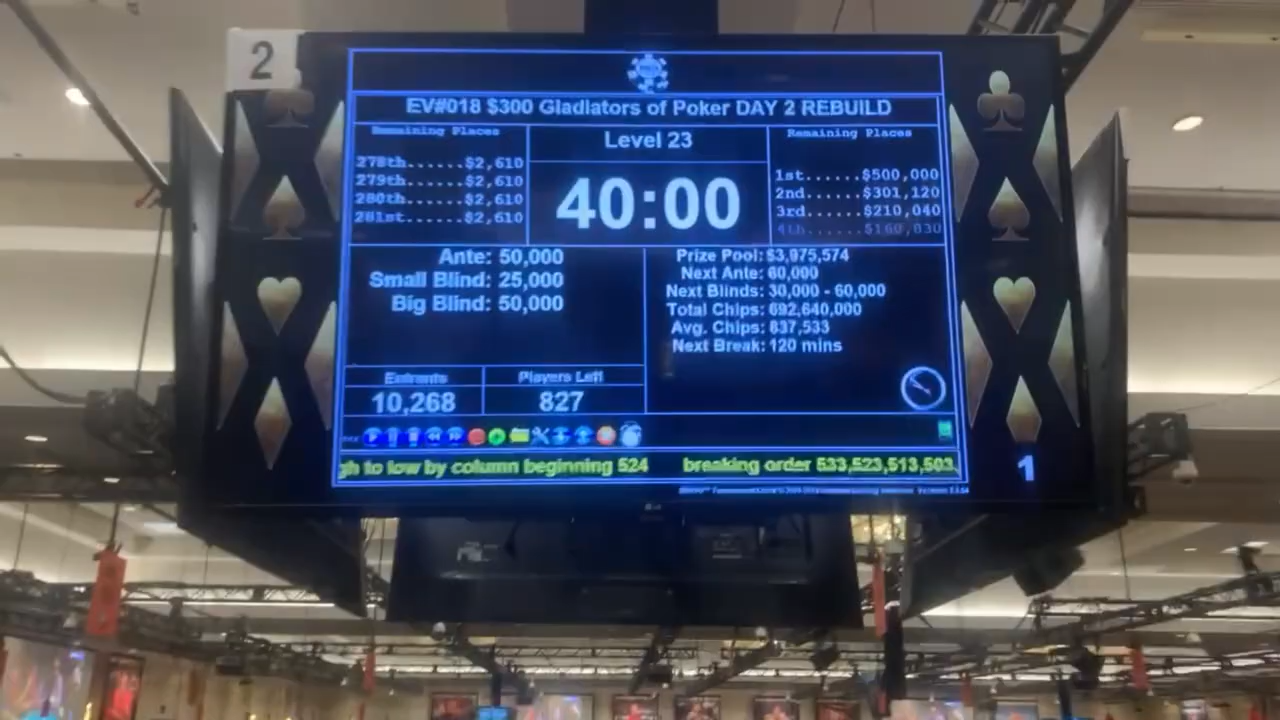 2
EV#018 $300 Gladiators of Poker DAY 2 REBUILD
Remaining Places
278th......$2,610
279th......$2,610
280th......$2,610
281st......$2,610
Level 23
40:00
Remaining Places
1st......$500,000
2nd......$301,120
3rd......$210,040
4th......$160,830
Ante: 50,000
Small Blind: 25,000
Big Blind: 50,000
Prize Pool: $3,975,574
Next Ante: 60,000
Next Blinds: 30,000 - 60,000
Total Chips: 692,640,000
Avg. Chips: 837,533
Next Break: 120 mins
Entrants
10,268
Players Left
827
gh to low by column beginning 524 breaking order 533,523,513,503,
1